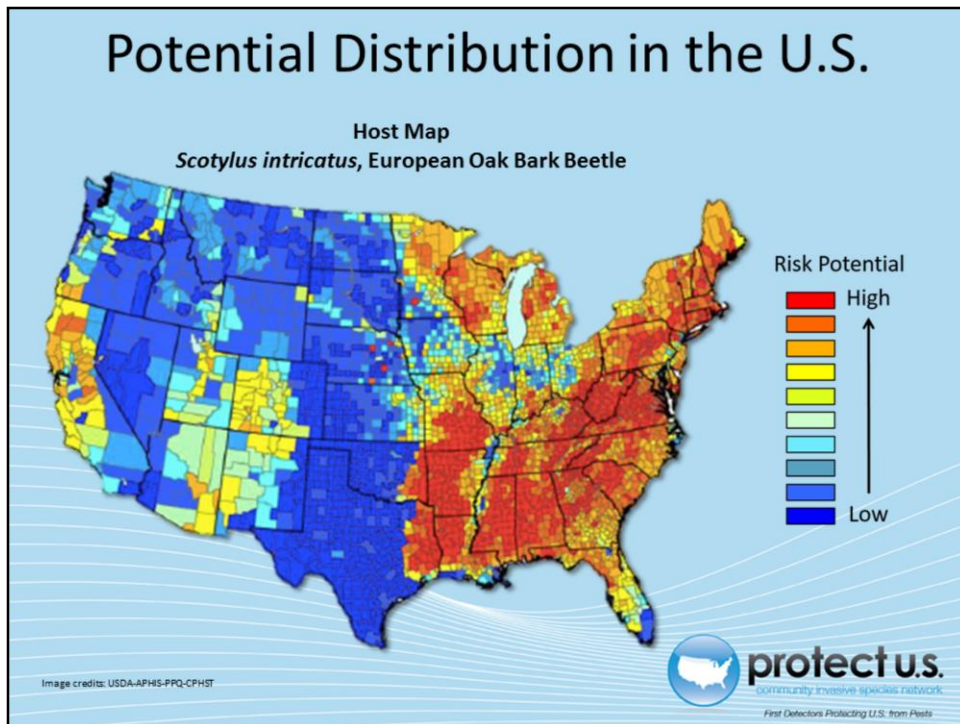 Potential Distribution in the U.S.
Host Map
Scotylus intricatus, European Oak Bark Beetle
Risk Potential
High
Low
Image credits: USDA-APHIS-PPQ-CPHST
protect u.s.
community invasive species network
First Detectors Protecting U.S. from Pests